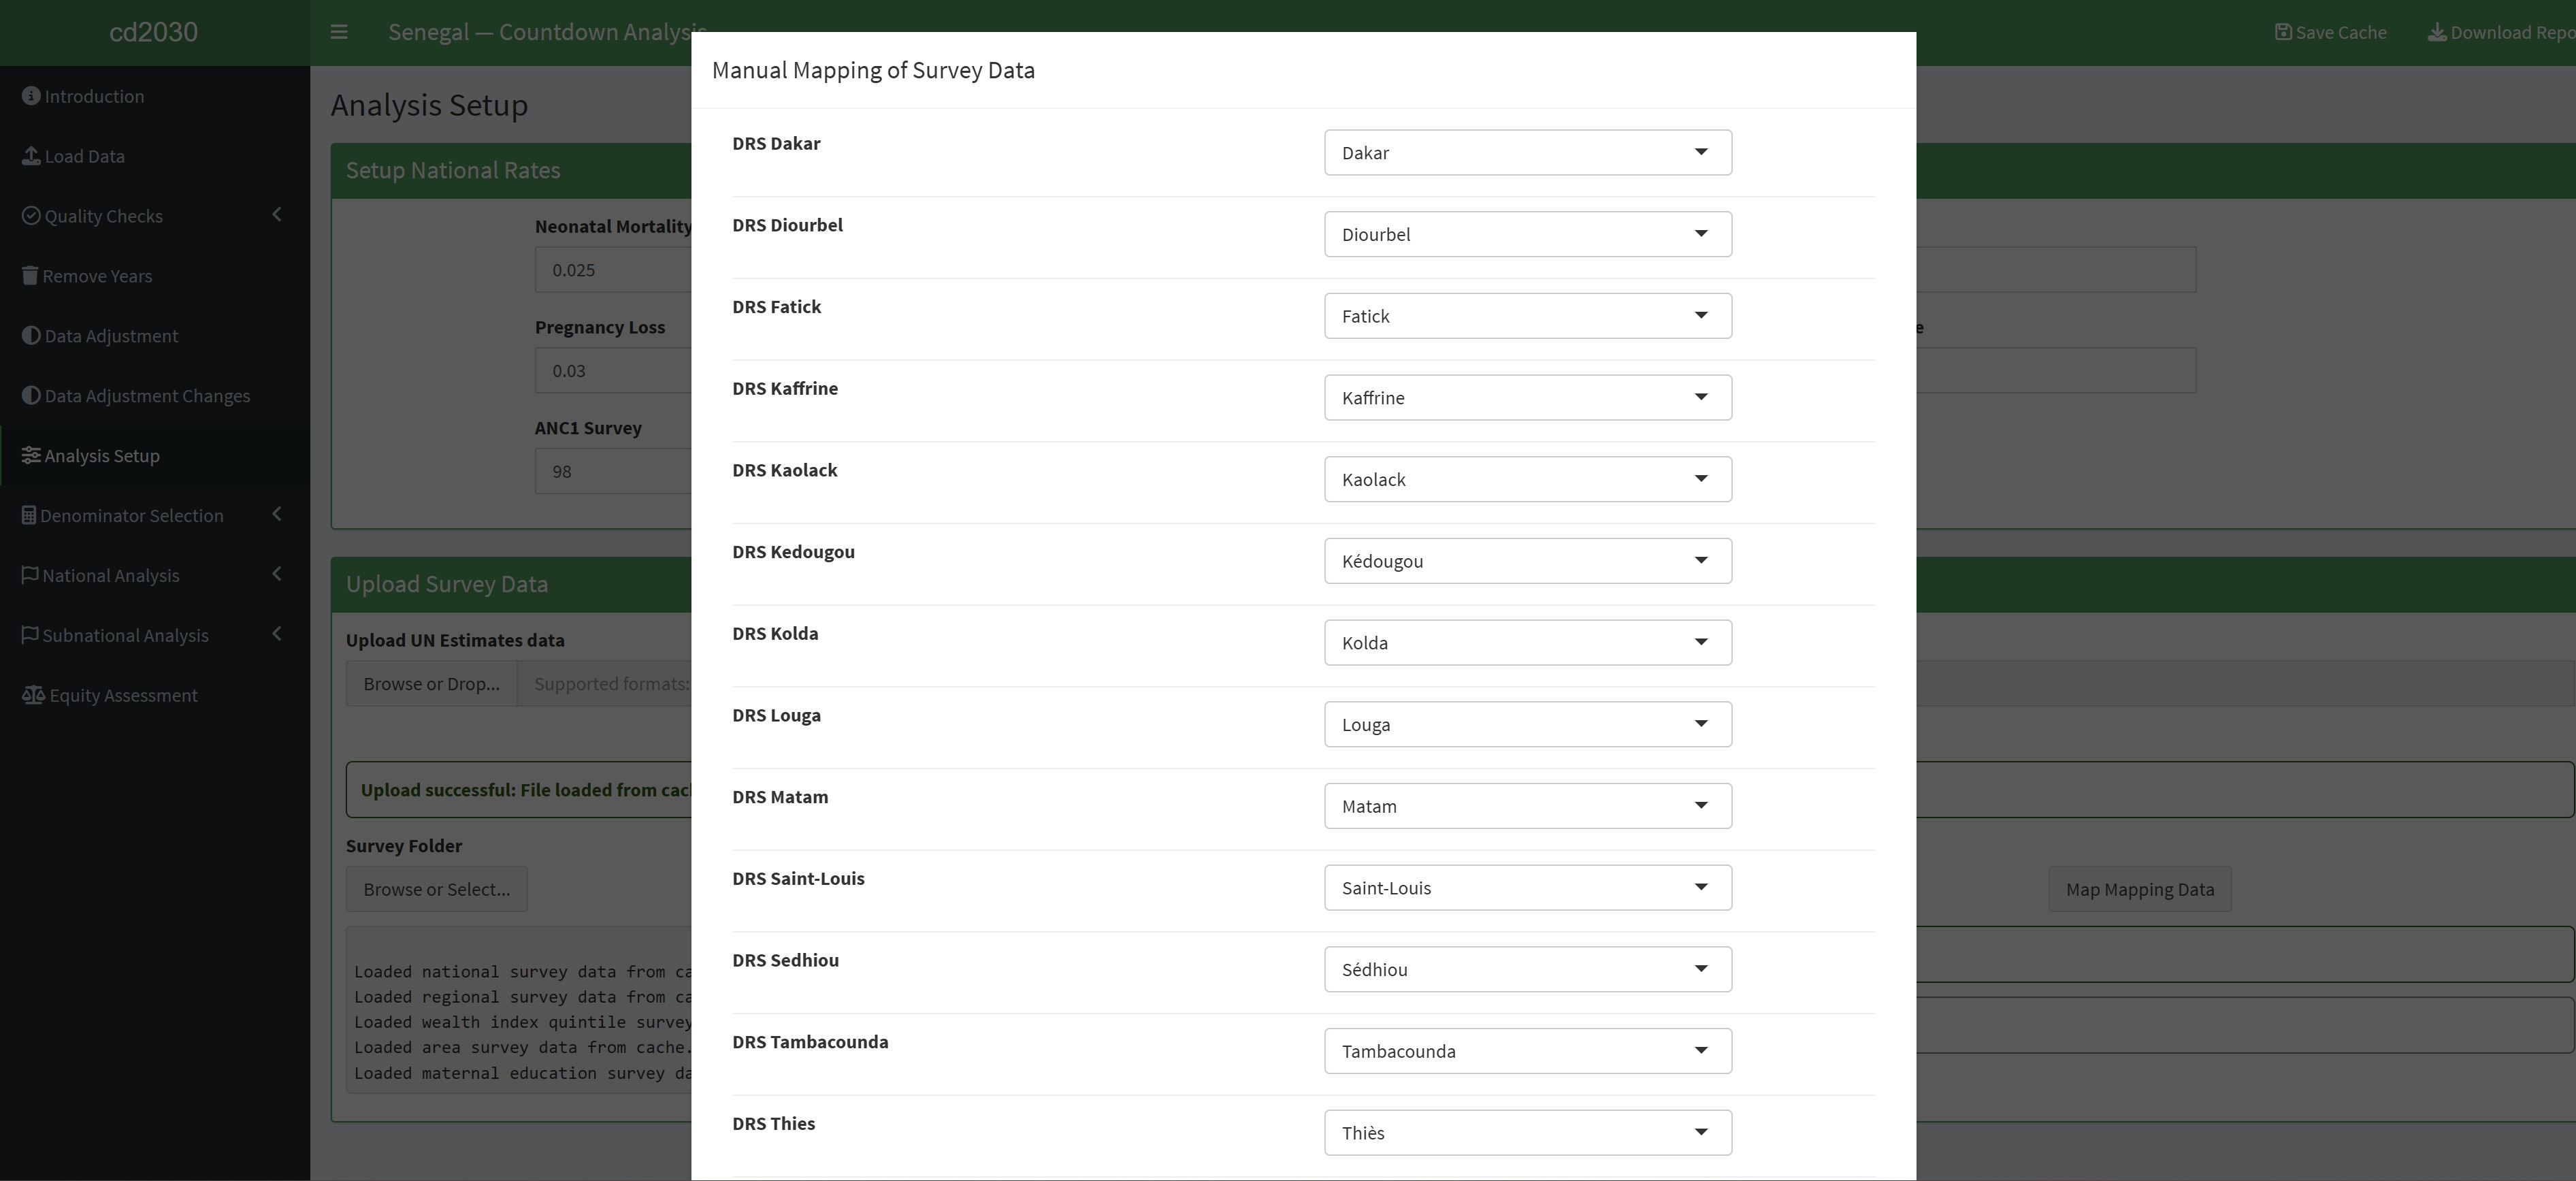 cd2030
Senegal — Countdown Analysis
Save Cache
Download Repo
Introduction
Load Data
Quality Checks
Remove Years
Data Adjustment
Data Adjustment Changes
Analysis Setup
Denominator Selection
National Analysis
Subnational Analysis
Equity Assessment
Analysis Setup
Setup National Rates
Neonatal Mortality
0.025
Pregnancy Loss
0.03
ANC1 Survey
98
e
Upload Survey Data
Upload UN Estimates data
Browse or Drop...
Supported formats:
Upload successful: File loaded from cac
Survey Folder
Browse or Select...
Map Mapping Data
Loaded national survey data from ca
Loaded regional survey data from ca
Loaded wealth index quintile survey
Loaded area survey data from cache.
Loaded maternal education survey da
Manual Mapping of Survey Data
DRS Dakar Dakar
DRS Diourbel Diourbel
DRS Fatick Fatick
DRS Kaffrine Kaffrine
DRS Kaolack Kaolack
DRS Kedougou Kédougou
DRS Kolda Kolda
DRS Louga Louga
DRS Matam Matam
DRS Saint-Louis Saint-Louis
DRS Sedhiou Sédhiou
DRS Tambacounda Tambacounda
DRS Thies Thiès